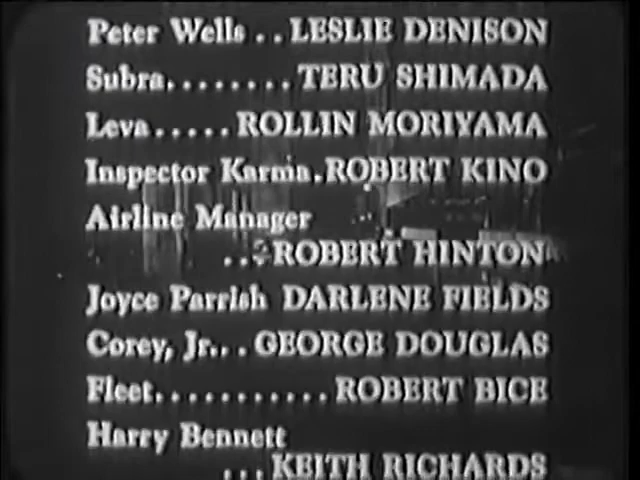 Peter Wells . . LESLIE DENISON
Subra. . . . . . . . TERU SHIMADA
Leva . . . . . ROLLIN MORIYAMA
Inspector Karma . ROBERT KINO
Airline Manager
. . . ROBERT HINTON
Joyce Parrish DARLENE FIELDS
Corey, Jr. . . GEORGE DOUGLAS
Fleet. . . . . . . . . . . ROBERT BICE
Harry Bennett
. . . KEITH RICHARDS